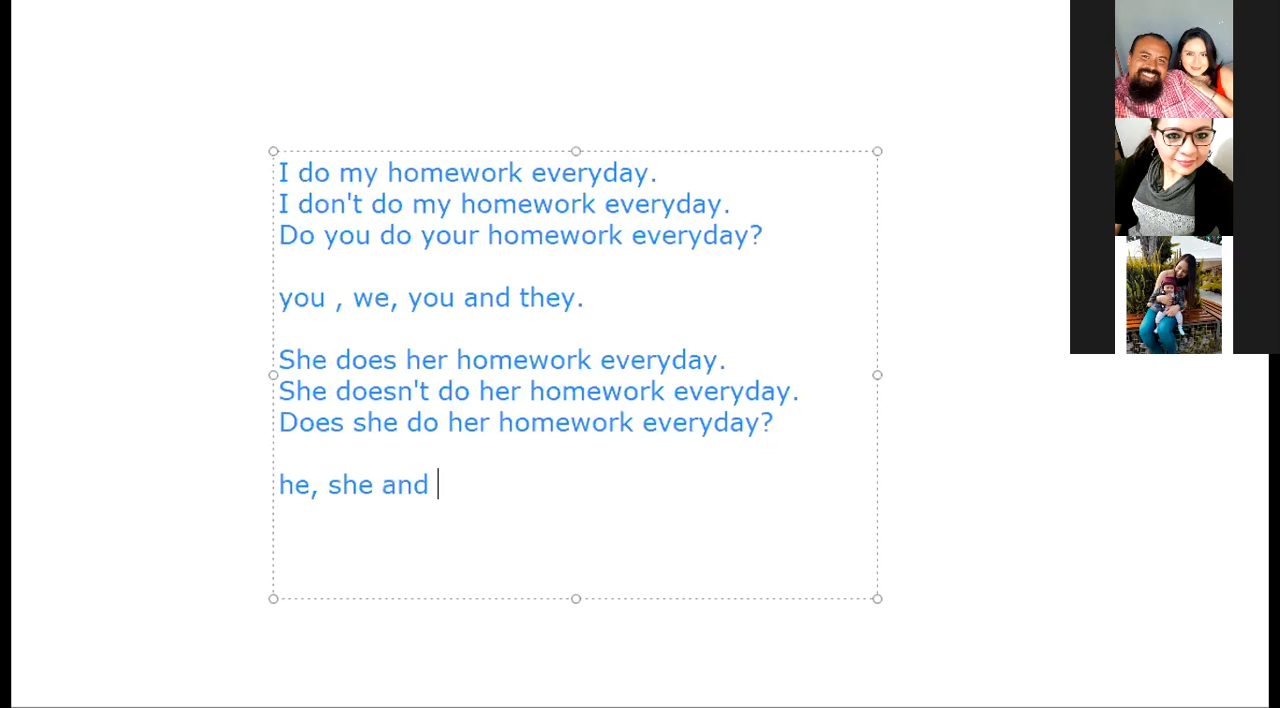 I do my homework everyday.
I don't do my homework everyday.
Do you do your homework everyday?
you , we, you and they.
She does her homework everyday.
She doesn't do her homework everyday.
Does she do her homework everyday?
he, she and